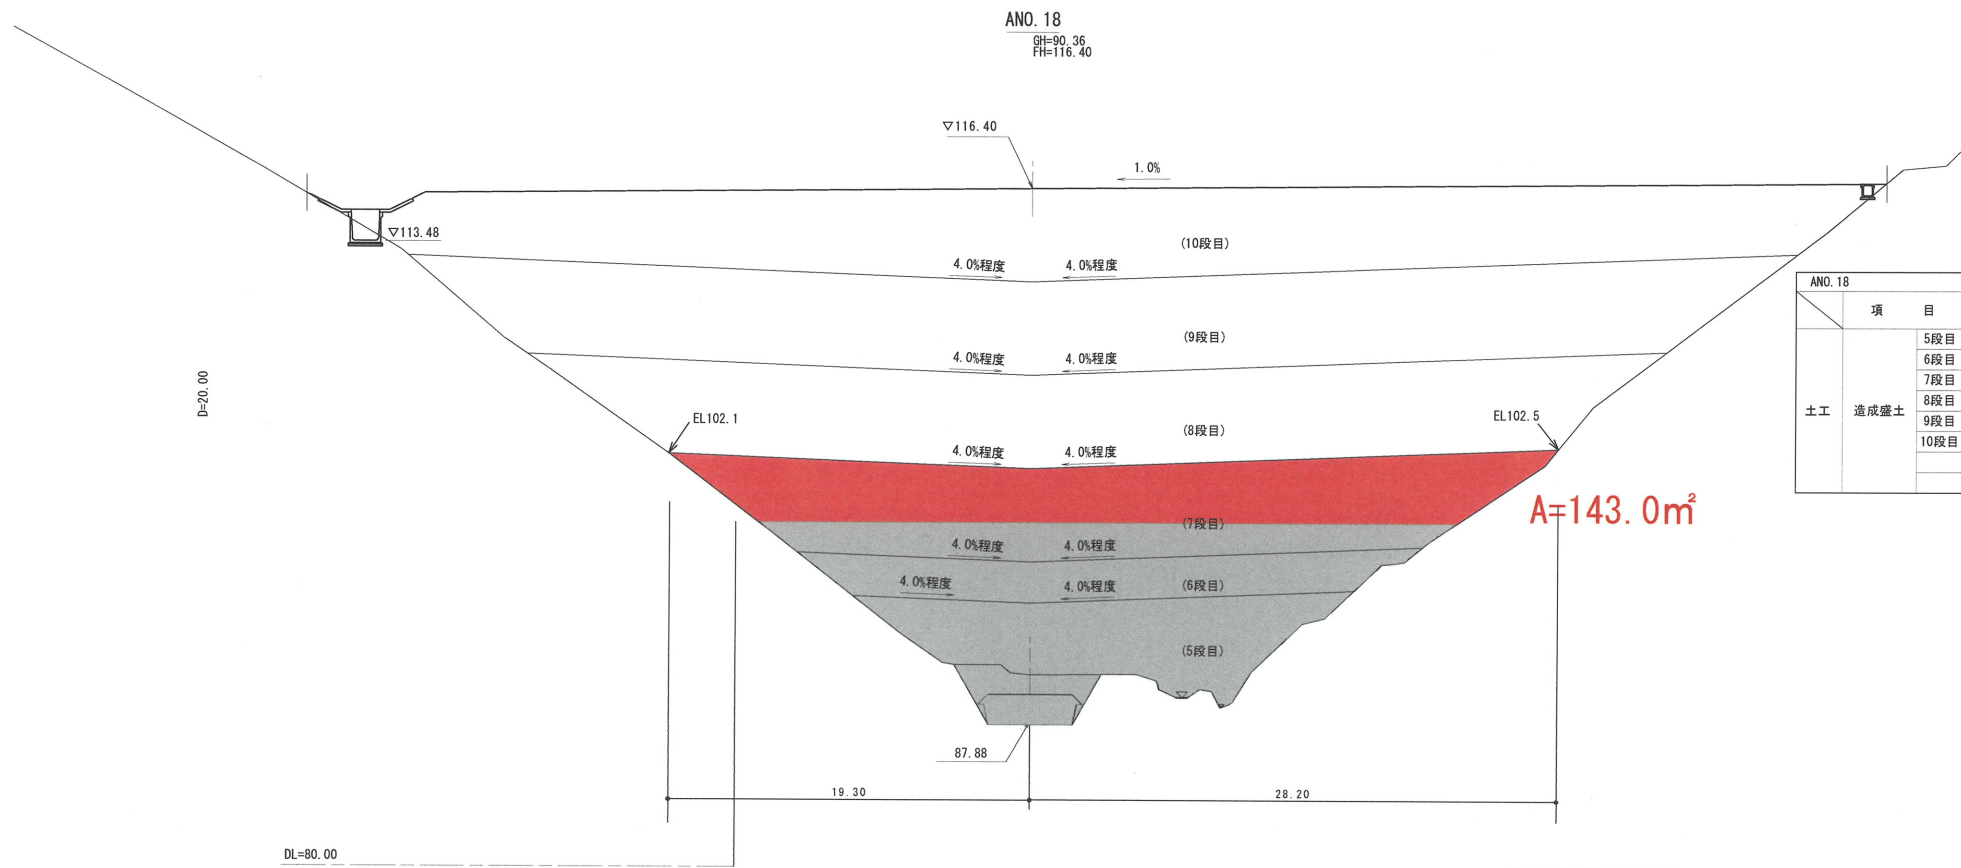 ANO. 18
GH=90. 36
FH=116. 40
▽116. 40
1. 0%
▽113. 48
(10段目)
4. 0%程度
4. 0%程度
ANO. 18
項 目
(9段目)
4. 0%程度
4. 0%程度
5段目
6段目
7段目
8段目
9段目
10段目
土工
造成盛土
D=20. 00
EL102. 1
EL102. 5
(8段目)
4. 0%程度
4. 0%程度
A=143. 0㎡
(7段目)
4. 0%程度
4. 0%程度
4. 0%程度
4. 0%程度
(6段目)
(5段目)
87. 88
19. 30
28. 20
DL=80. 00